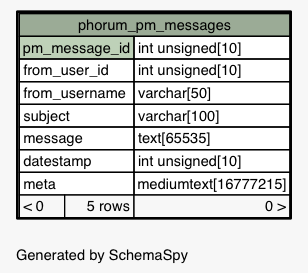 phorum_pm_messages
pm_message_id int unsigned[10]
from_user_id int unsigned[10]
from_username varchar[50]
subject varchar[100]
message text[65535]
datestamp int unsigned[10]
meta mediumtext[16777215]
< 0 5 rows 0 >
Generated by SchemaSpy